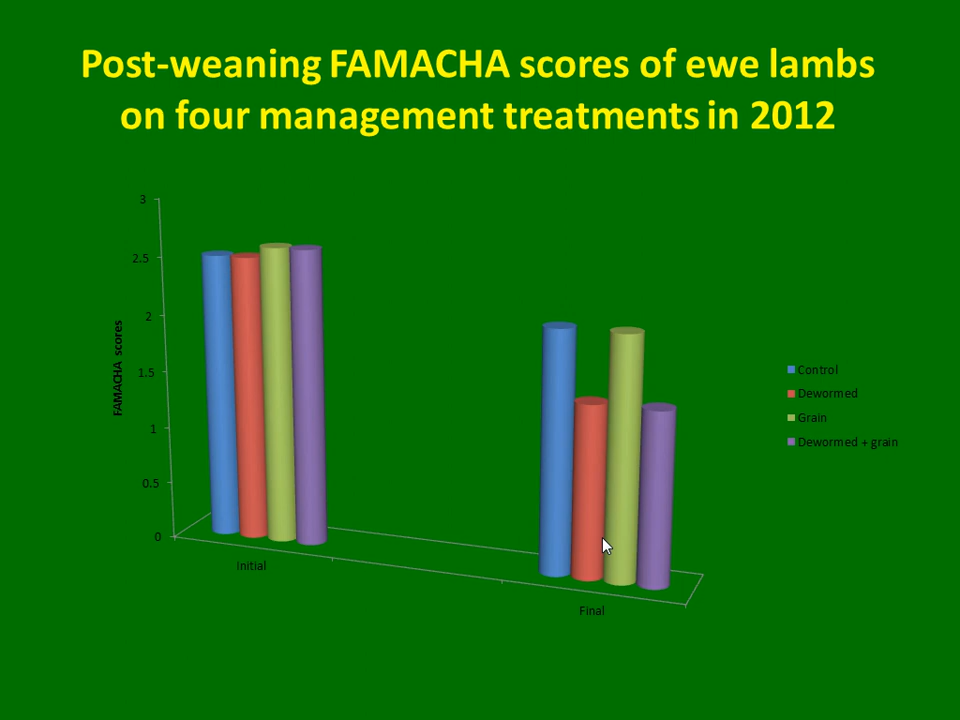 Post-weaning FAMACHA scores of ewe lambs
on four management treatments in 2012
3
2.5
2
1.5
1
0.5
0
FAMACHA scores
Initial
Final
Control
Dewormed
Grain
Dewormed + grain